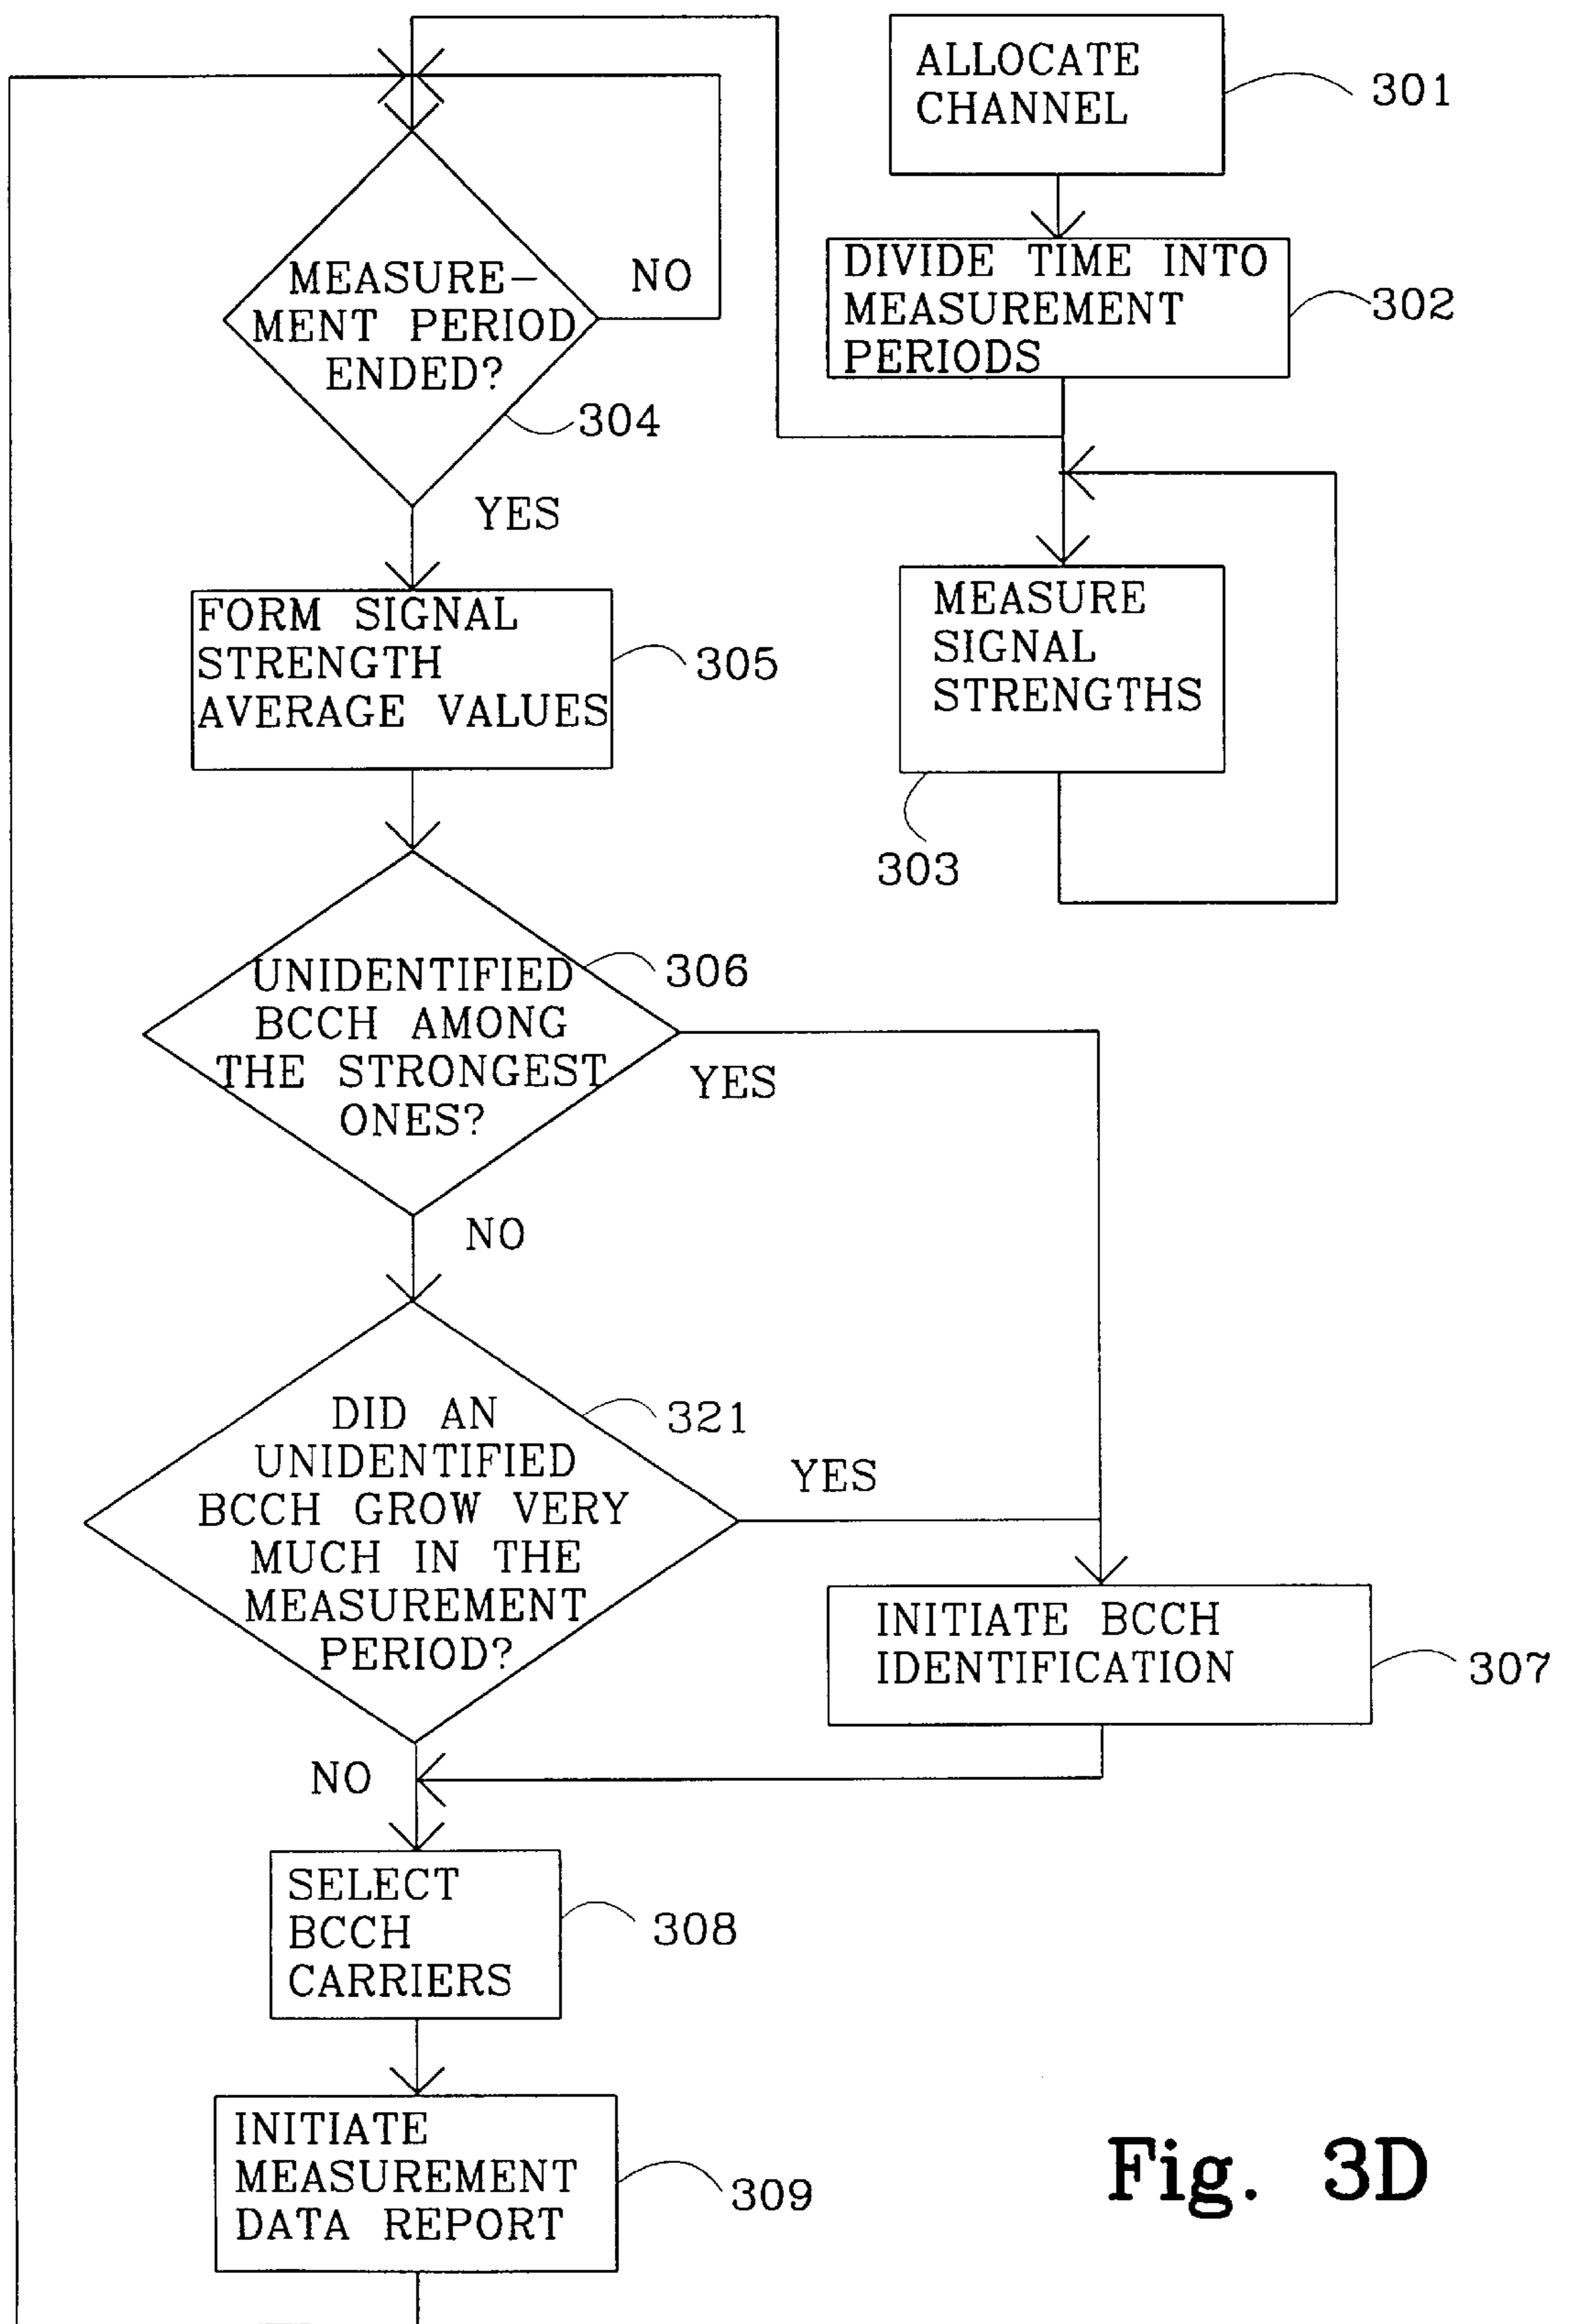 ALLOCATE
CHANNEL
301
DIVIDE TIME INTO
MEASUREMENT
PERIODS
302
MEASURE-
MENT PERIOD
ENDED?
NO
304
YES
MEASURE
SIGNAL
STRENGTHS
303
FORM SIGNAL
STRENGTH
AVERAGE VALUES
305
UNIDENTIFIED
BCCH AMONG
THE STRONGEST
ONES?
306
YES
NO
DID AN
UNIDENTIFIED
BCCH GROW VERY
MUCH IN THE
MEASUREMENT
PERIOD?
321
YES
NO
INITIATE BCCH
IDENTIFICATION
307
SELECT
BCCH
CARRIERS
308
INITIATE
MEASUREMENT
DATA REPORT
309
Fig. 3D